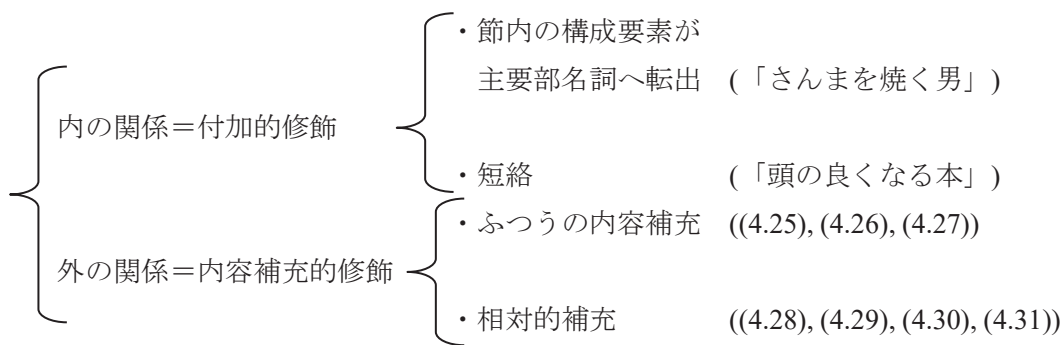 ・節内の構成要素が
主要部名詞へ転出 (「さんまを焼く男」)
内の関係＝付加的修飾
・短絡 (「頭の良くなる本」)
・ふつうの内容補充 ((4.25), (4.26), (4.27))
外の関係＝内容補充的修飾
・相対的補充 ((4.28), (4.29), (4.30), (4.31))